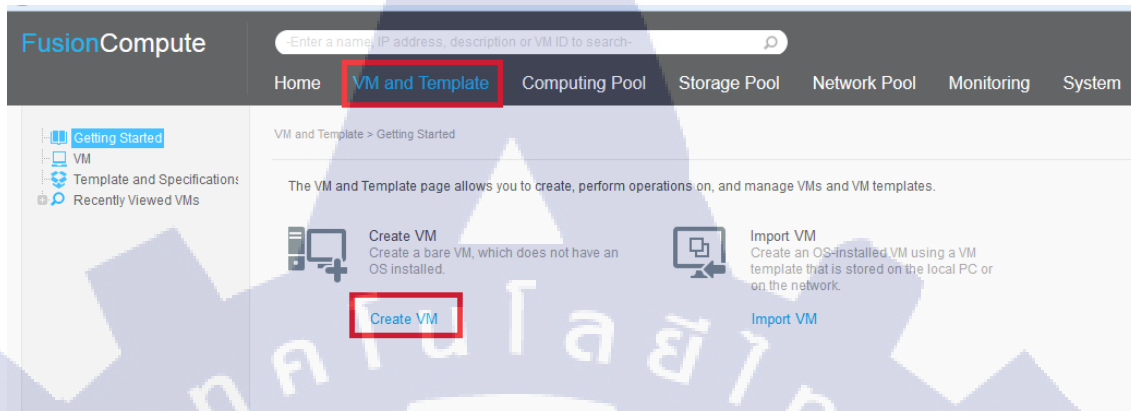 FusionCompute
-Enter a name, IP address, description or VM ID to search-
Home VM and Template Computing Pool Storage Pool Network Pool Monitoring System
Getting Started
VM
Template and Specifications
Recently Viewed VMs
VM and Template > Getting Started
The VM and Template page allows you to create, perform operations on, and manage VMs and VM templates.
Create VM
Create a bare VM, which does not have an
OS installed.
Create VM
Import VM
Create an OS-installed VM using a VM
template that is stored on the local PC or
on the network.
Import VM